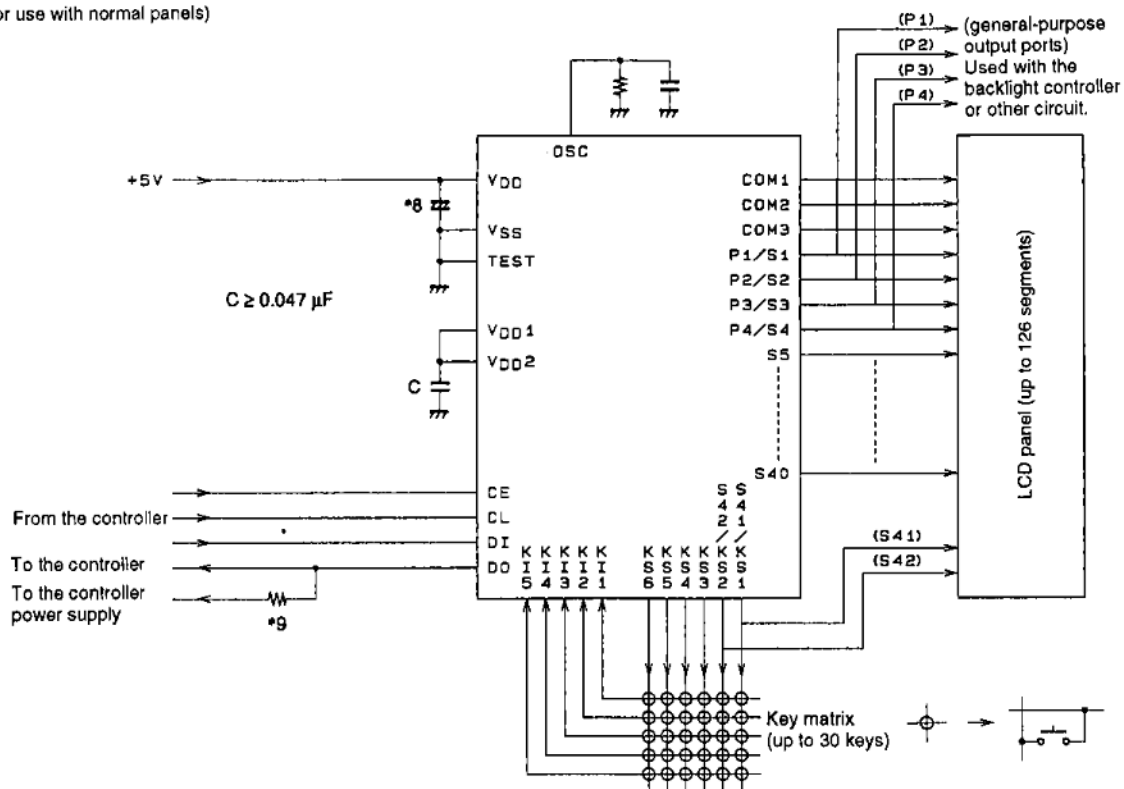 or use with normal panels)
(P1)
(P2)
(P3)
(P4)
(general-purpose
output ports)
Used with the
backlight controller
or other circuit.
OSC
+5V
VDD
*8
VSS
TEST
C ≥ 0.047 μF
VDD1
VDD2
C
COM1
COM2
COM3
P1/S1
P2/S2
P3/S3
P4/S4
S5
S40
LCD panel (up to 126 segments)
CE
From the controller
CL
DI
To the controller
DO
To the controller
power supply
*9
KI5
KI4
KI3
KI2
KI1
KS6
KS5
KS4
KS3
S42/KS2
S41/KS1
(S41)
(S42)
Key matrix
(up to 30 keys)